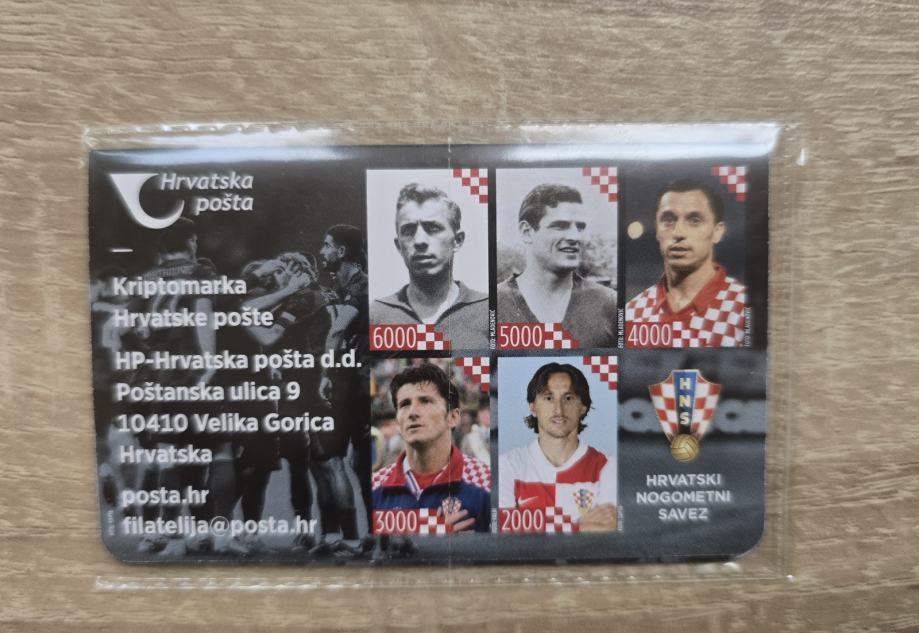 Hrvatska
pošta
Kriptomarka
Hrvatske pošte
HP-Hrvatska pošta d.d.
Poštanska ulica 9
10410 Velika Gorica
Hrvatska
posta.hr
filatelija@posta.hr
6000
5000
4000
3000
2000
HNS
HRVATSKI
NOGOMETNI
SAVEZ